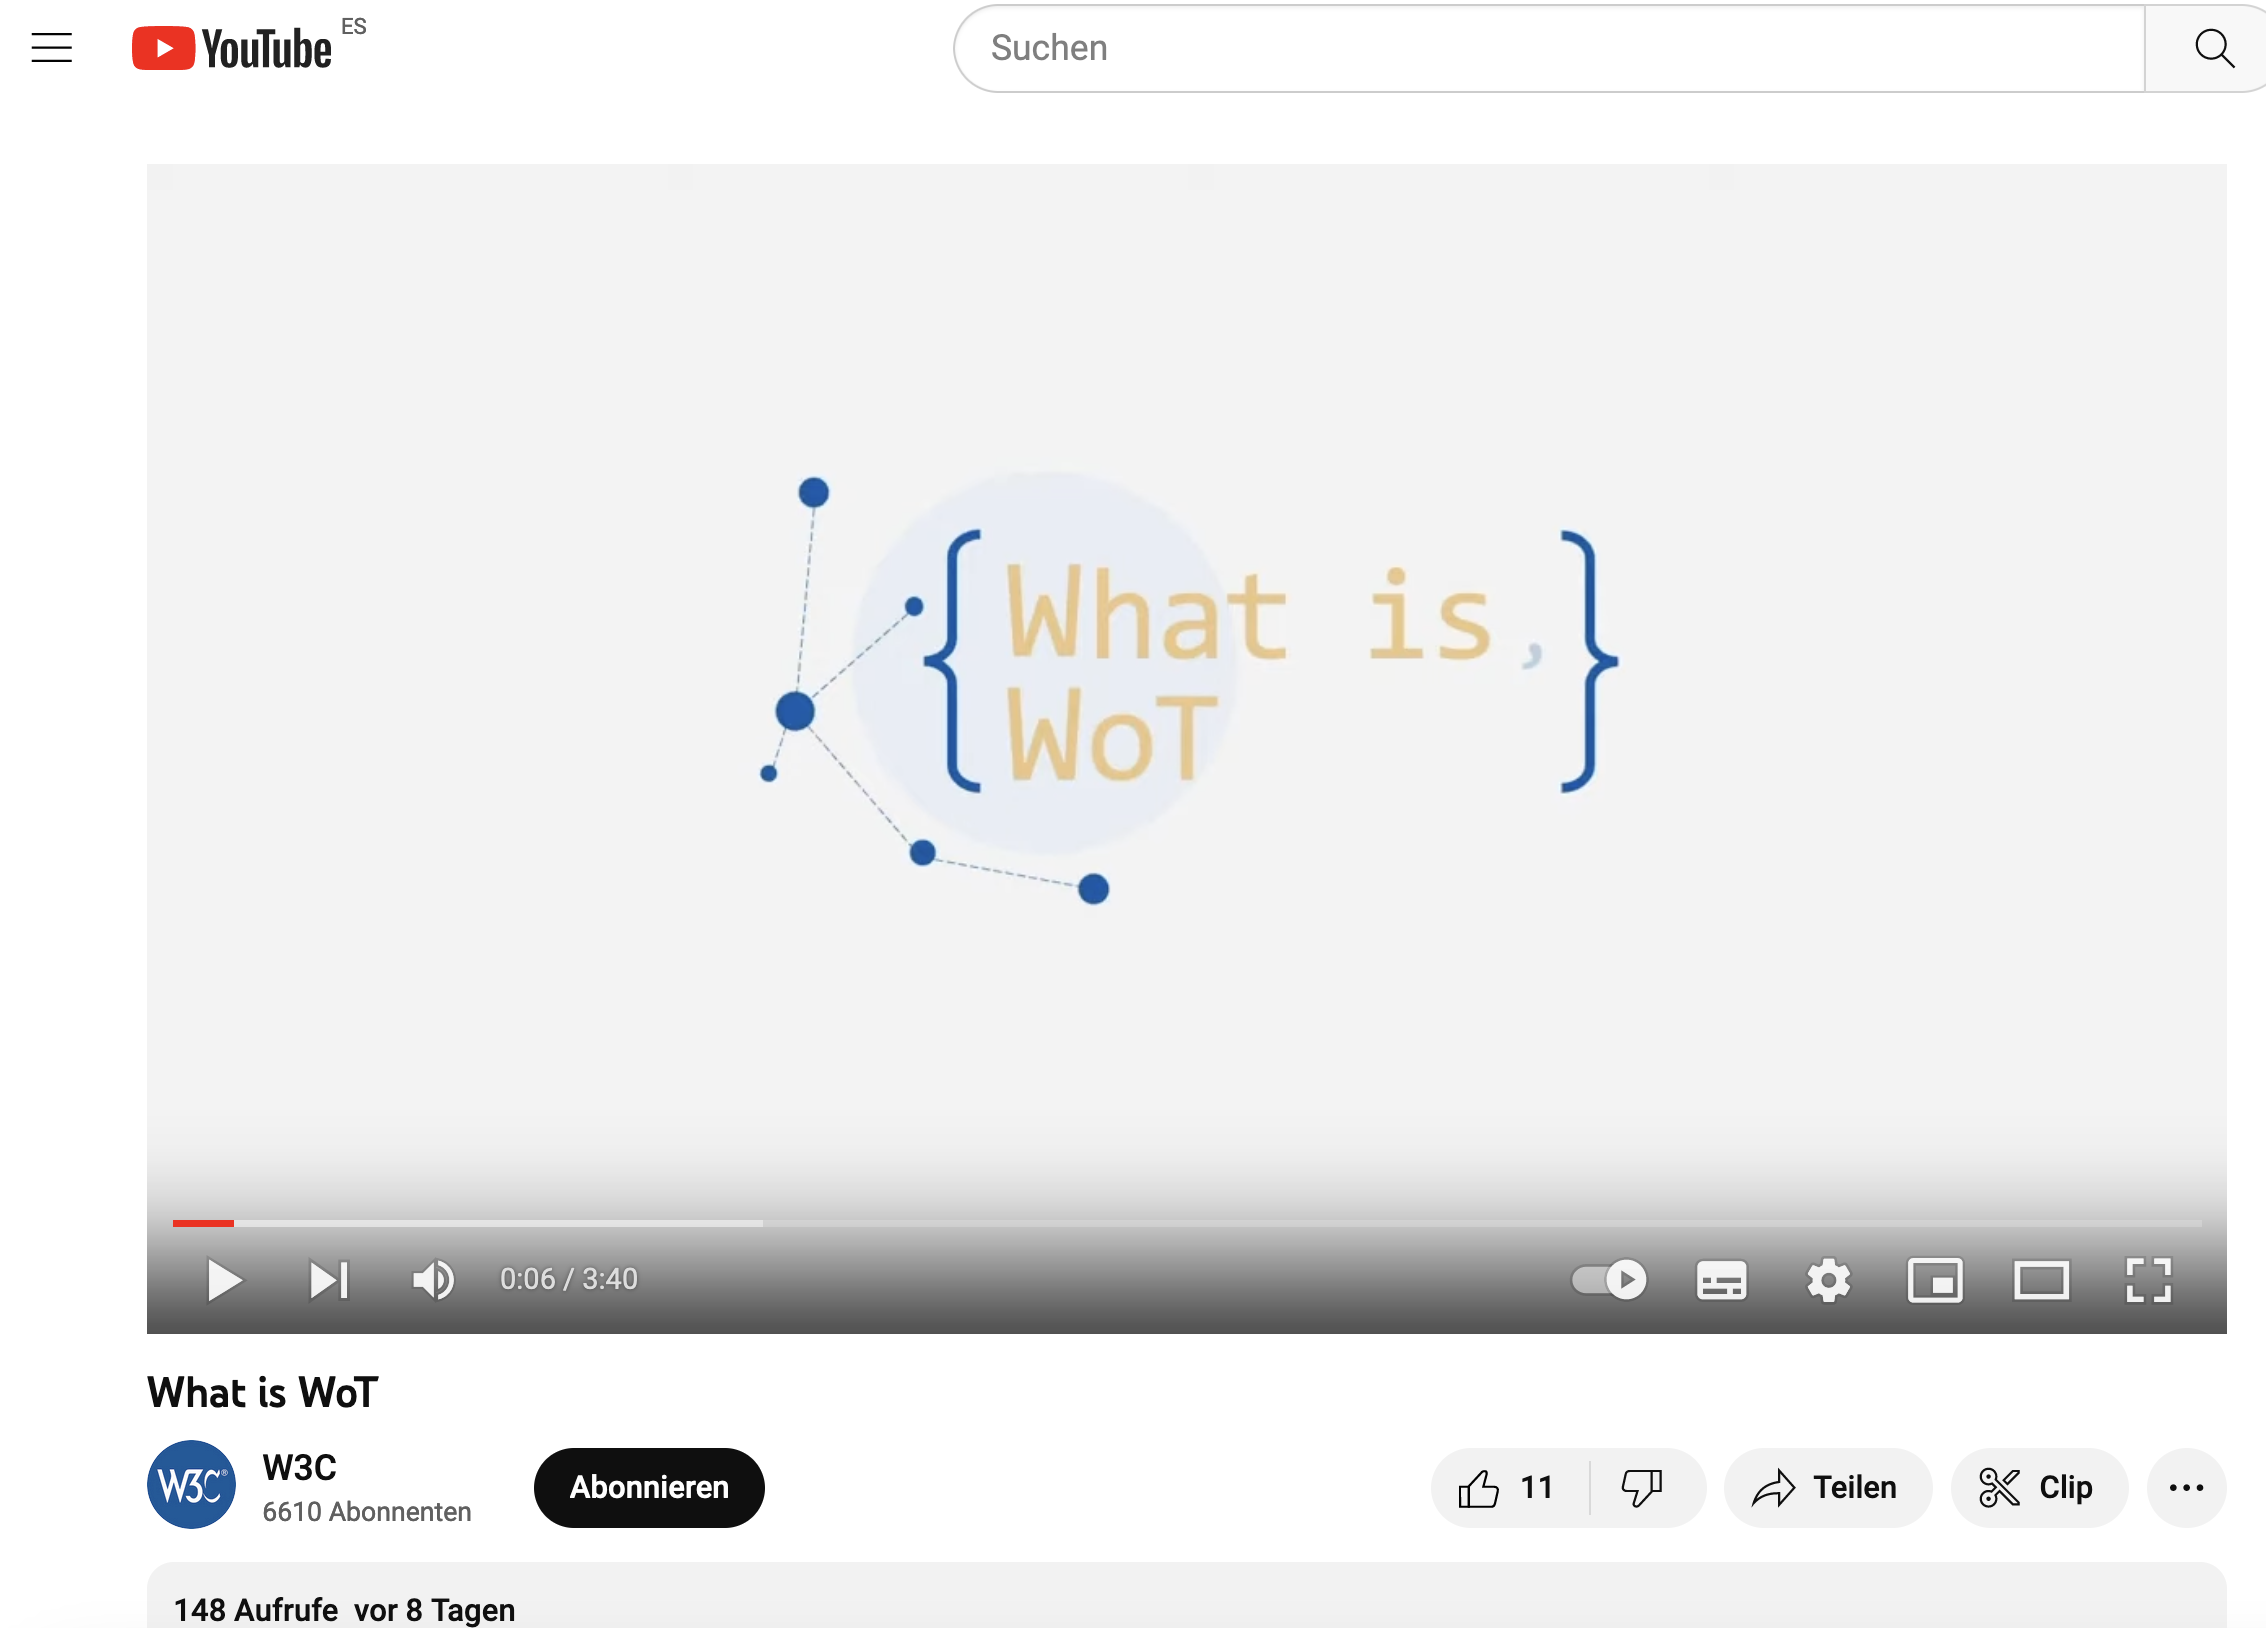 YouTube ES
Suchen
{What is,
WoT}
0:06 / 3:40
What is WoT
W3C®
W3C
6610 Abonnenten
Abonnieren
11
Teilen
Clip
148 Aufrufe vor 8 Tagen